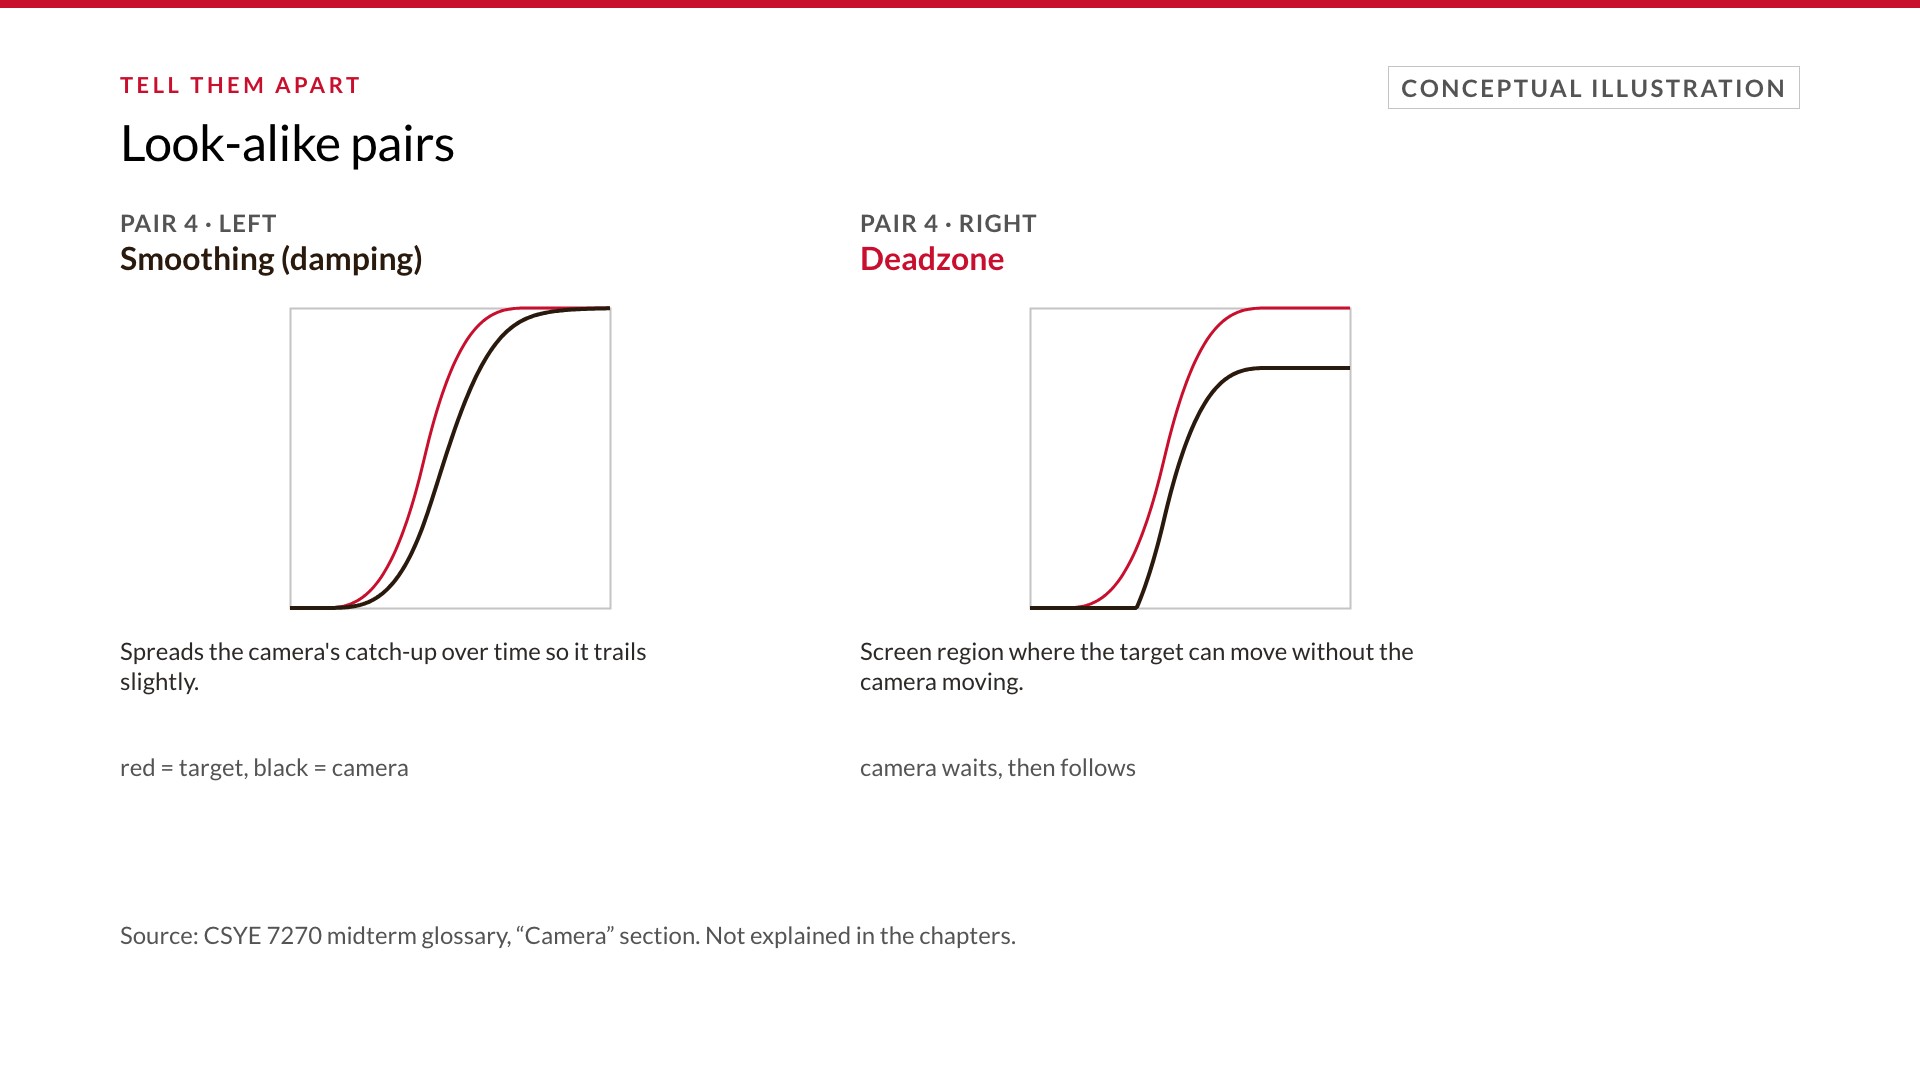 TELL THEM APART
CONCEPTUAL ILLUSTRATION
Look-alike pairs
PAIR 4 · LEFT
Smoothing (damping)
Spreads the camera's catch-up over time so it trails
slightly.
red = target, black = camera
PAIR 4 · RIGHT
Deadzone
Screen region where the target can move without the
camera moving.
camera waits, then follows
Source: CSYE 7270 midterm glossary, “Camera” section. Not explained in the chapters.